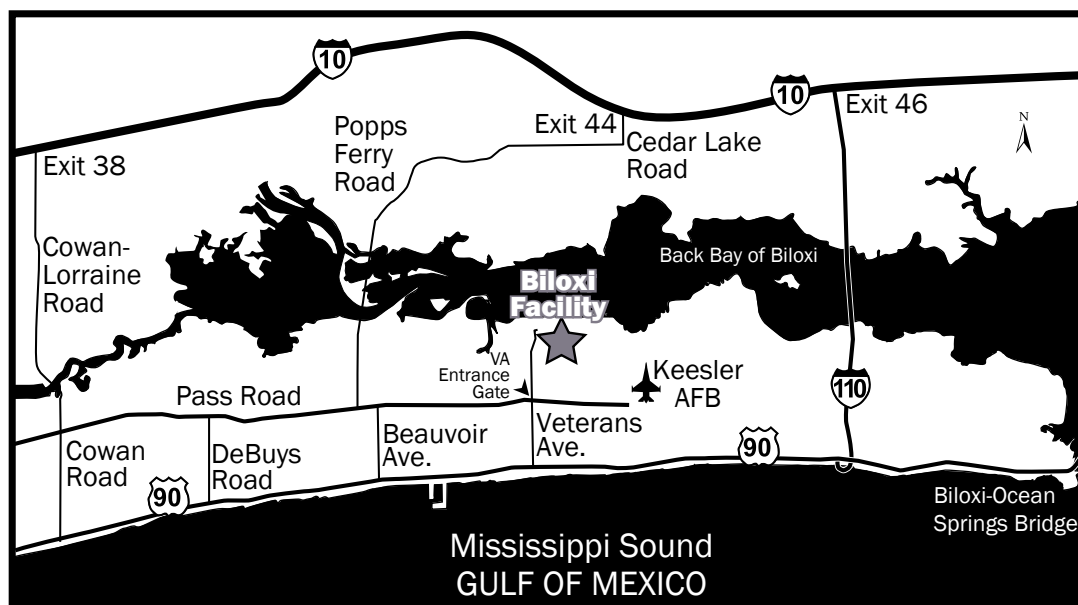 10
10
Exit 46
N
Popps
Ferry
Road
Exit 44
Cedar Lake
Road
Exit 38
Cowan-
Lorraine
Road
Back Bay of Biloxi
Biloxi
Facility
VA
Entrance
Gate
Keesler
AFB
110
Pass Road
Cowan
Road
DeBuys
Road
Beauvoir
Ave.
Veterans
Ave.
90
90
Biloxi-Ocean
Springs Bridge
Mississippi Sound
GULF OF MEXICO